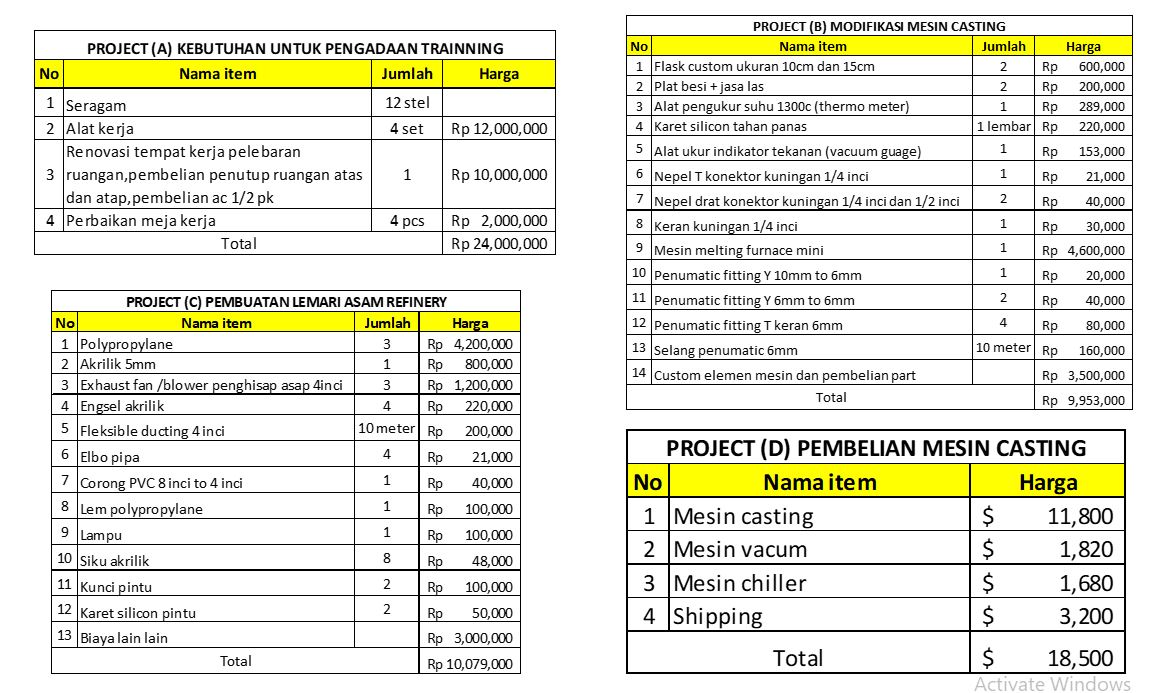 PROJECT (A) KEBUTUHAN UNTUK PENGADAAN TRAINNING
No Nama item Jumlah Harga
1 Seragam 12 stel
2 Alat kerja 4 set Rp 12,000,000
Renovasi tempat kerja pelebaran
3 ruangan,pembelian penutup ruangan atas 1 Rp 10,000,000
dan atap,pembelian ac 1/2 pk
4 Perbaikan meja kerja 4 pcs Rp 2,000,000
Total Rp 24,000,000
PROJECT (B) MODIFIKASI MESIN CASTING
No Nama item Jumlah Harga
1 Flask custom ukuran 10cm dan 15cm 2 Rp 600,000
2 Plat besi + jasa las 2 Rp 200,000
3 Alat pengukur suhu 1300c (thermo meter) 1 Rp 289,000
4 Karet silicon tahan panas 1 lembar Rp 220,000
5 Alat ukur indikator tekanan (vacuum guage) 1 Rp 153,000
6 Nepel T konektor kuningan 1/4 inci 1 Rp 21,000
7 Nepel drat konektor kuningan 1/4 inci dan 1/2 inci 2 Rp 40,000
8 Keran kuningan 1/4 inci 1 Rp 30,000
9 Mesin melting furnace mini 1 Rp 4,600,000
10 Penumatic fitting Y 10mm to 6mm 1 Rp 20,000
11 Penumatic fitting Y 6mm to 6mm 2 Rp 40,000
12 Penumatic fitting T keran 6mm 4 Rp 80,000
13 Selang penumatic 6mm 10 meter Rp 160,000
14 Custom elemen mesin dan pembelian part Rp 3,500,000
Total Rp 9,953,000
PROJECT (C) PEMBUATAN LEMARI ASAM REFINERY
No Nama item Jumlah Harga
1 Polypropylane 3 Rp 4,200,000
2 Akrilik 5mm 1 Rp 800,000
3 Exhaust fan /blower penghisap asap 4inci 3 Rp 1,200,000
4 Engsel akrilik 4 Rp 220,000
5 Fleksible ducting 4 inci 10 meter Rp 200,000
6 Elbo pipa 4 Rp 21,000
7 Corong PVC 8 inci to 4 inci 1 Rp 40,000
8 Lem polypropylane 1 Rp 100,000
9 Lampu 1 Rp 100,000
10 Siku akrilik 8 Rp 48,000
11 Kunci pintu 2 Rp 100,000
12 Karet silicon pintu 2 Rp 50,000
13 Biaya lain lain Rp 3,000,000
Total Rp 10,079,000
PROJECT (D) PEMBELIAN MESIN CASTING
No Nama item Harga
1 Mesin casting $ 11,800
2 Mesin vacum $ 1,820
3 Mesin chiller $ 1,680
4 Shipping $ 3,200
Total $ 18,500
Activate Windows